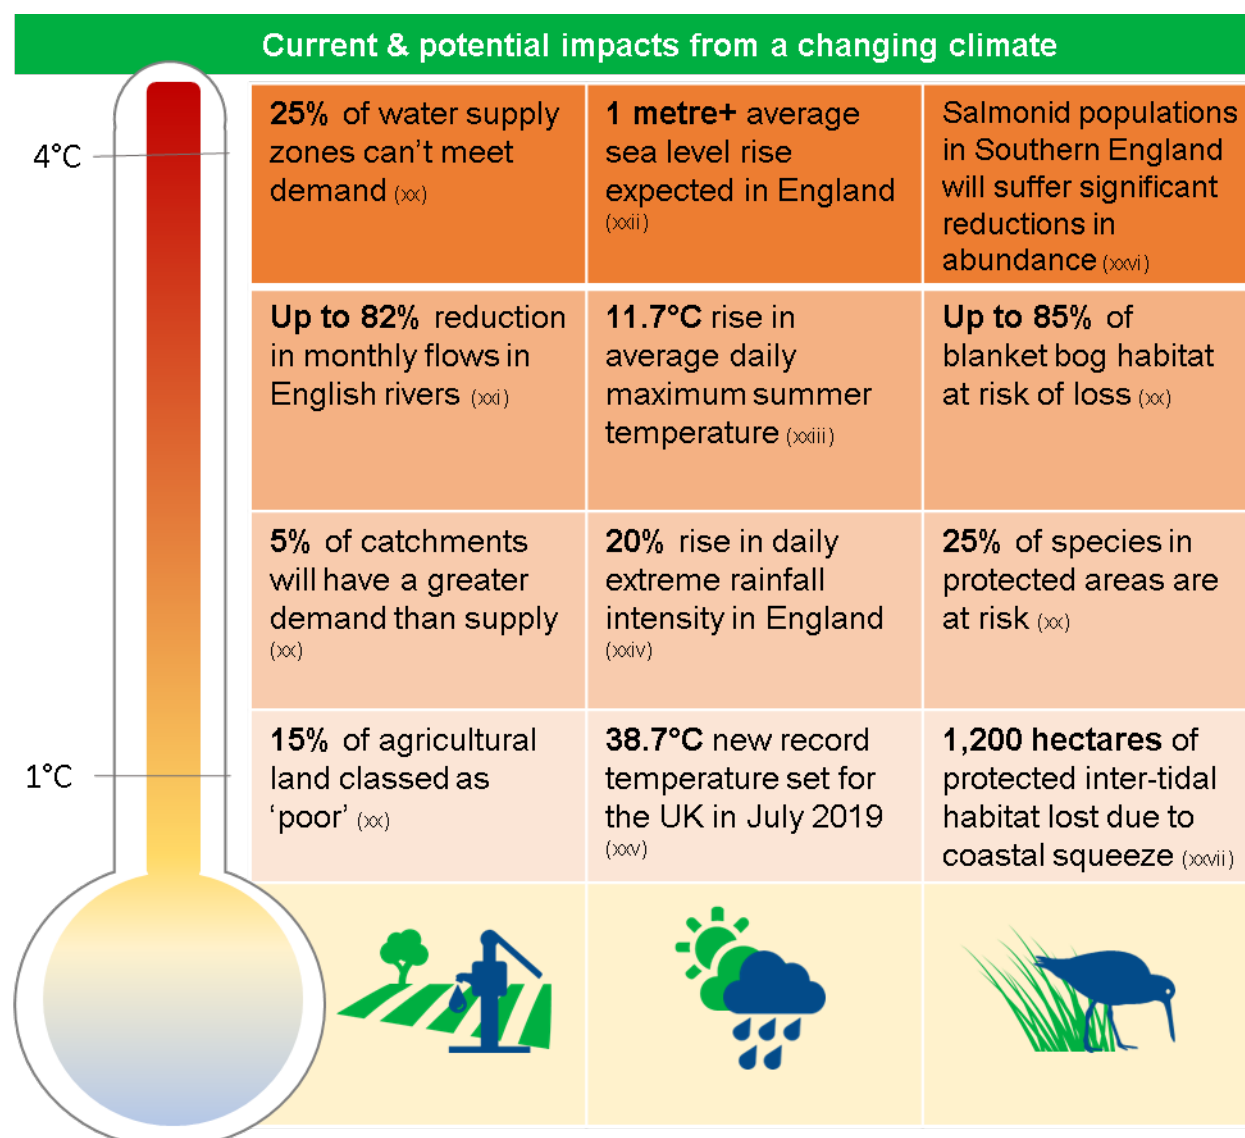 Current & potential impacts from a changing climate
4°C
25% of water supply
zones can't meet
demand (xx)
1 metre+ average
sea level rise
expected in England
(xxii)
Salmonid populations
in Southern England
will suffer significant
reductions in
abundance (xxvi)
Up to 82% reduction
in monthly flows in
English rivers (xxi)
11.7°C rise in
average daily
maximum summer
temperature (xxiii)
Up to 85% of
blanket bog habitat
at risk of loss (xx)
5% of catchments
will have a greater
demand than supply
(xx)
20% rise in daily
extreme rainfall
intensity in England
(xxiv)
25% of species in
protected areas are
at risk (xx)
1°C
15% of agricultural
land classed as
‘poor’ (xx)
38.7°C new record
temperature set for
the UK in July 2019
(xxv)
1,200 hectares of
protected inter-tidal
habitat lost due to
coastal squeeze (xxvii)